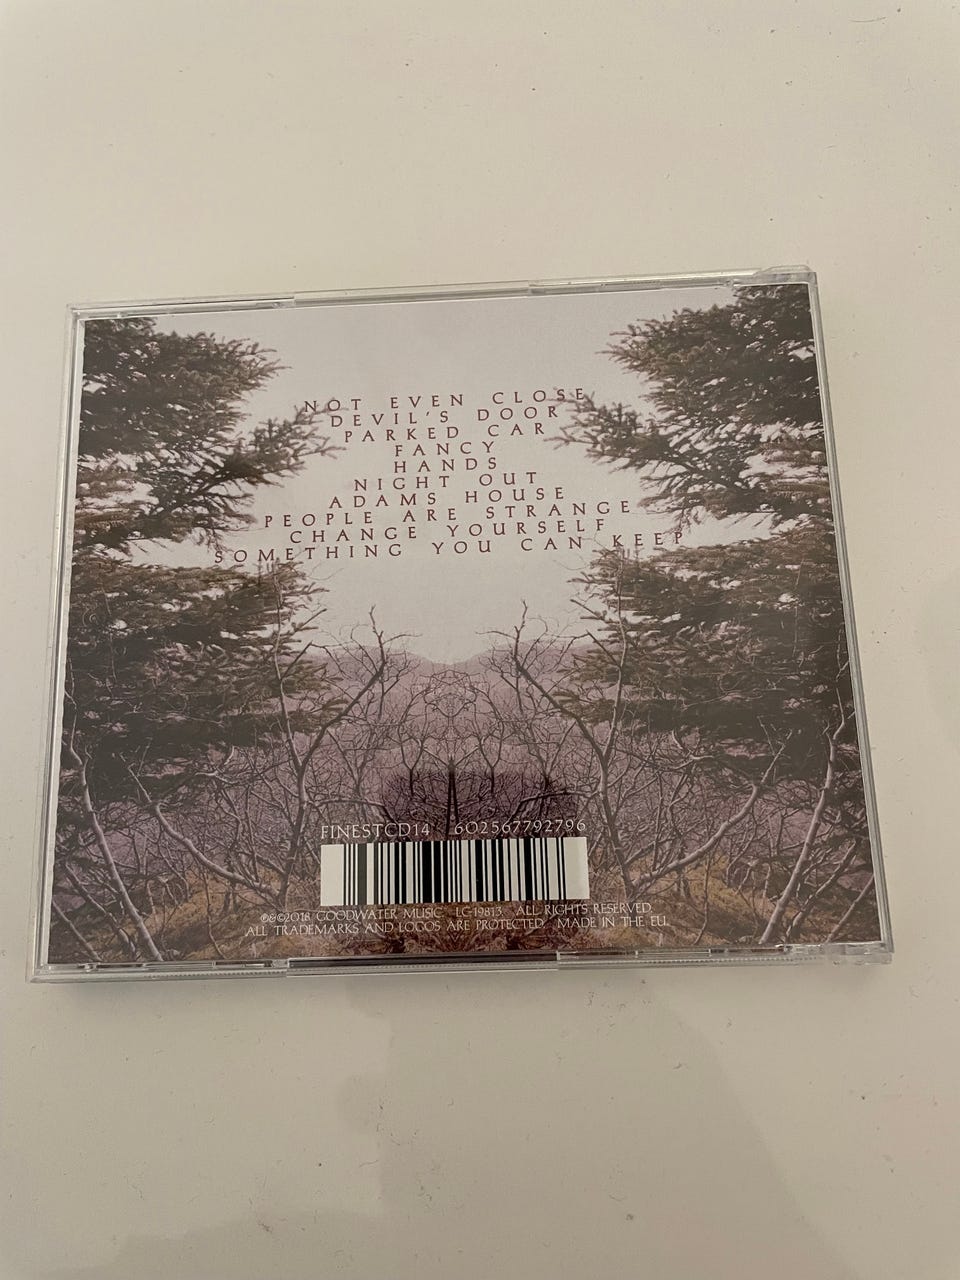 NOT EVEN CLOSE
DEVIL'S DOOR
PARKED CAR
FANCY
HANDS
NIGHT OUT
ADAMS HOUSE
PEOPLE ARE STRANGE
CHANGE YOURSELF
SOMETHING YOU CAN KEEP
FINESTCD14 602567792796
℗&©2018 GOODWATER MUSIC LC-19813 ALL RIGHTS RESERVED
ALL TRADEMARKS AND LOGOS ARE PROTECTED. MADE IN THE EU.